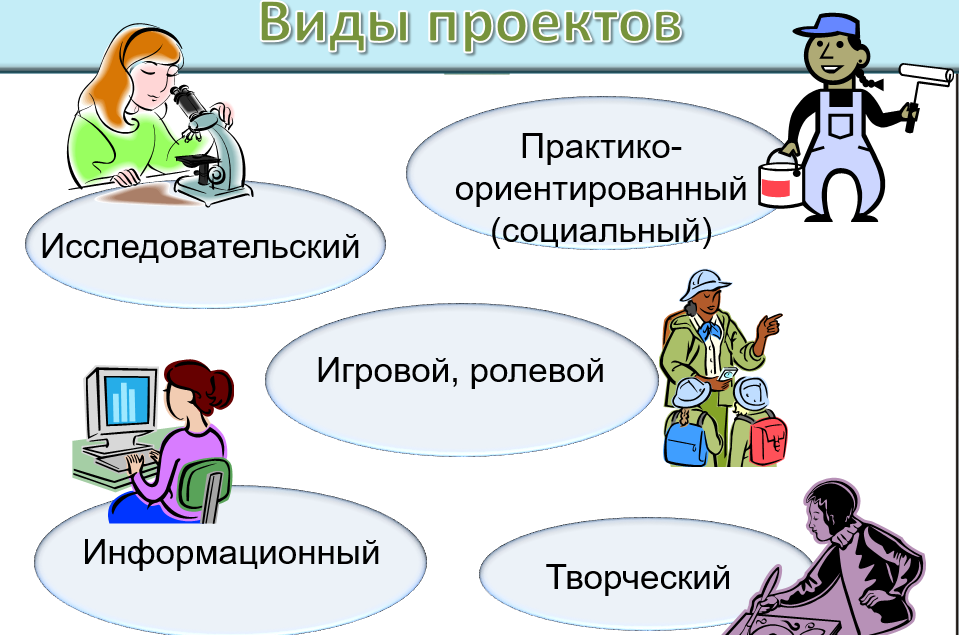 Виды проектов
Исследовательский
Практико-
ориентированный
(социальный)
Игровой, ролевой
Информационный
Творческий